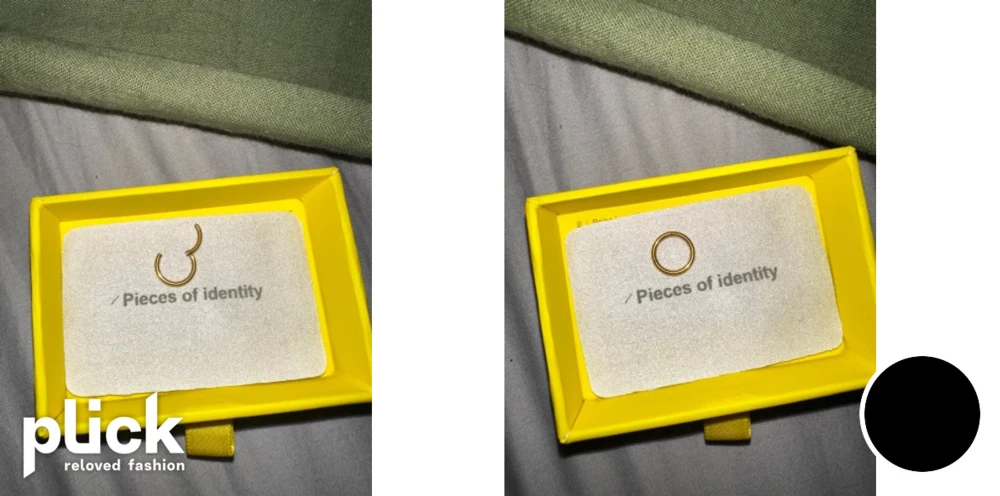 Pieces of identity
plick
reloved fashion
Pieces of identity